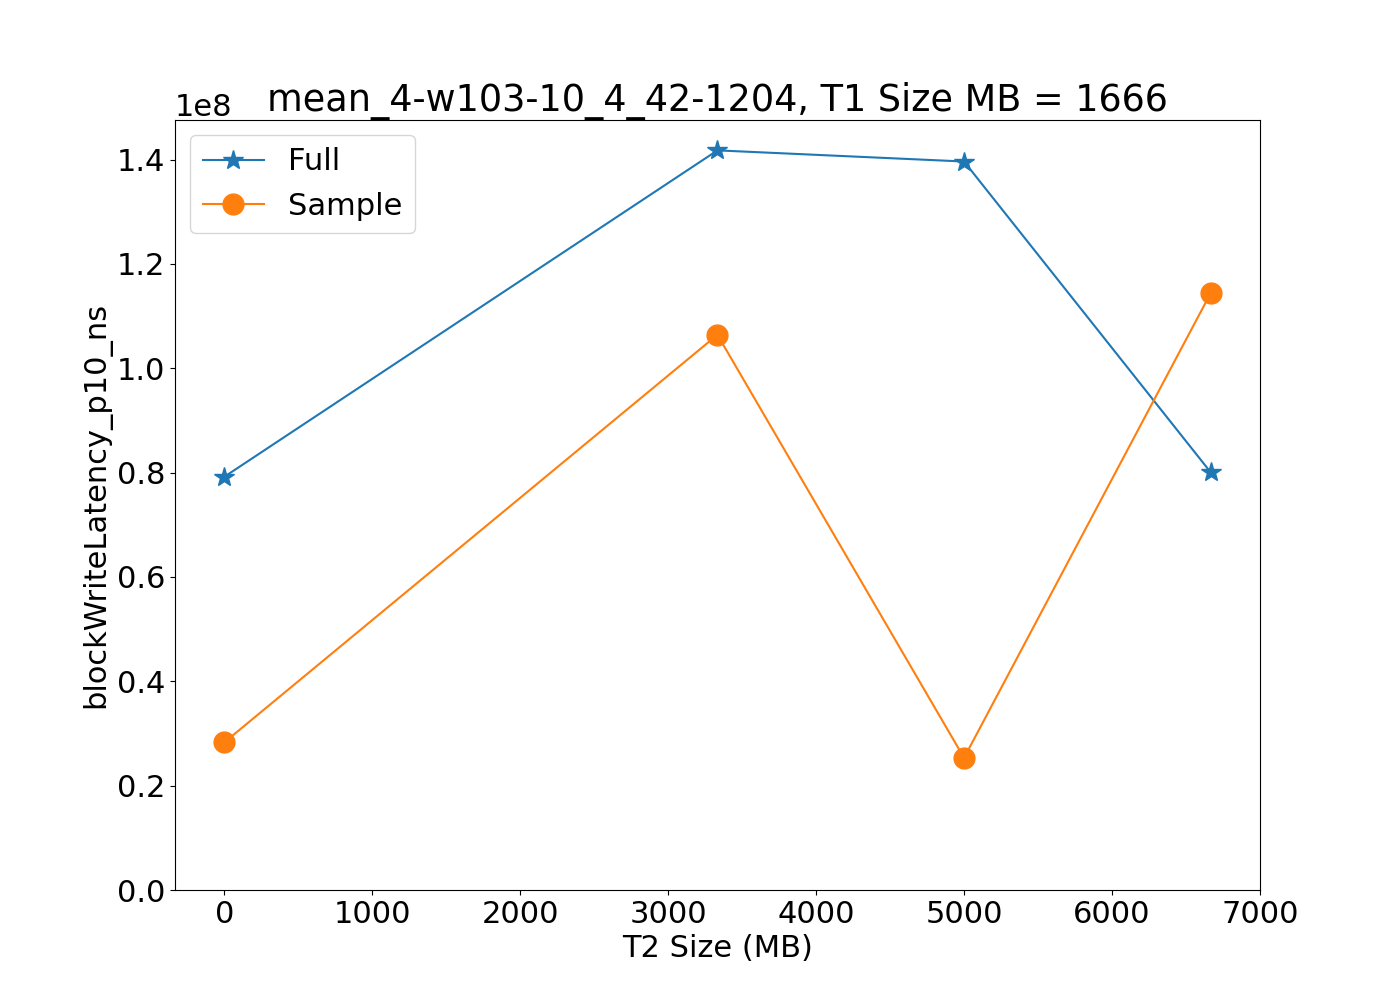 1e8
mean_4-w103-10_4_42-1204, T1 Size MB = 1666
Full
Sample
1.4
1.2
1.0
0.8
0.6
0.4
0.2
0.0
blockWriteLatency_p10_ns
0 1000 2000 3000 4000 5000 6000 7000
T2 Size (MB)